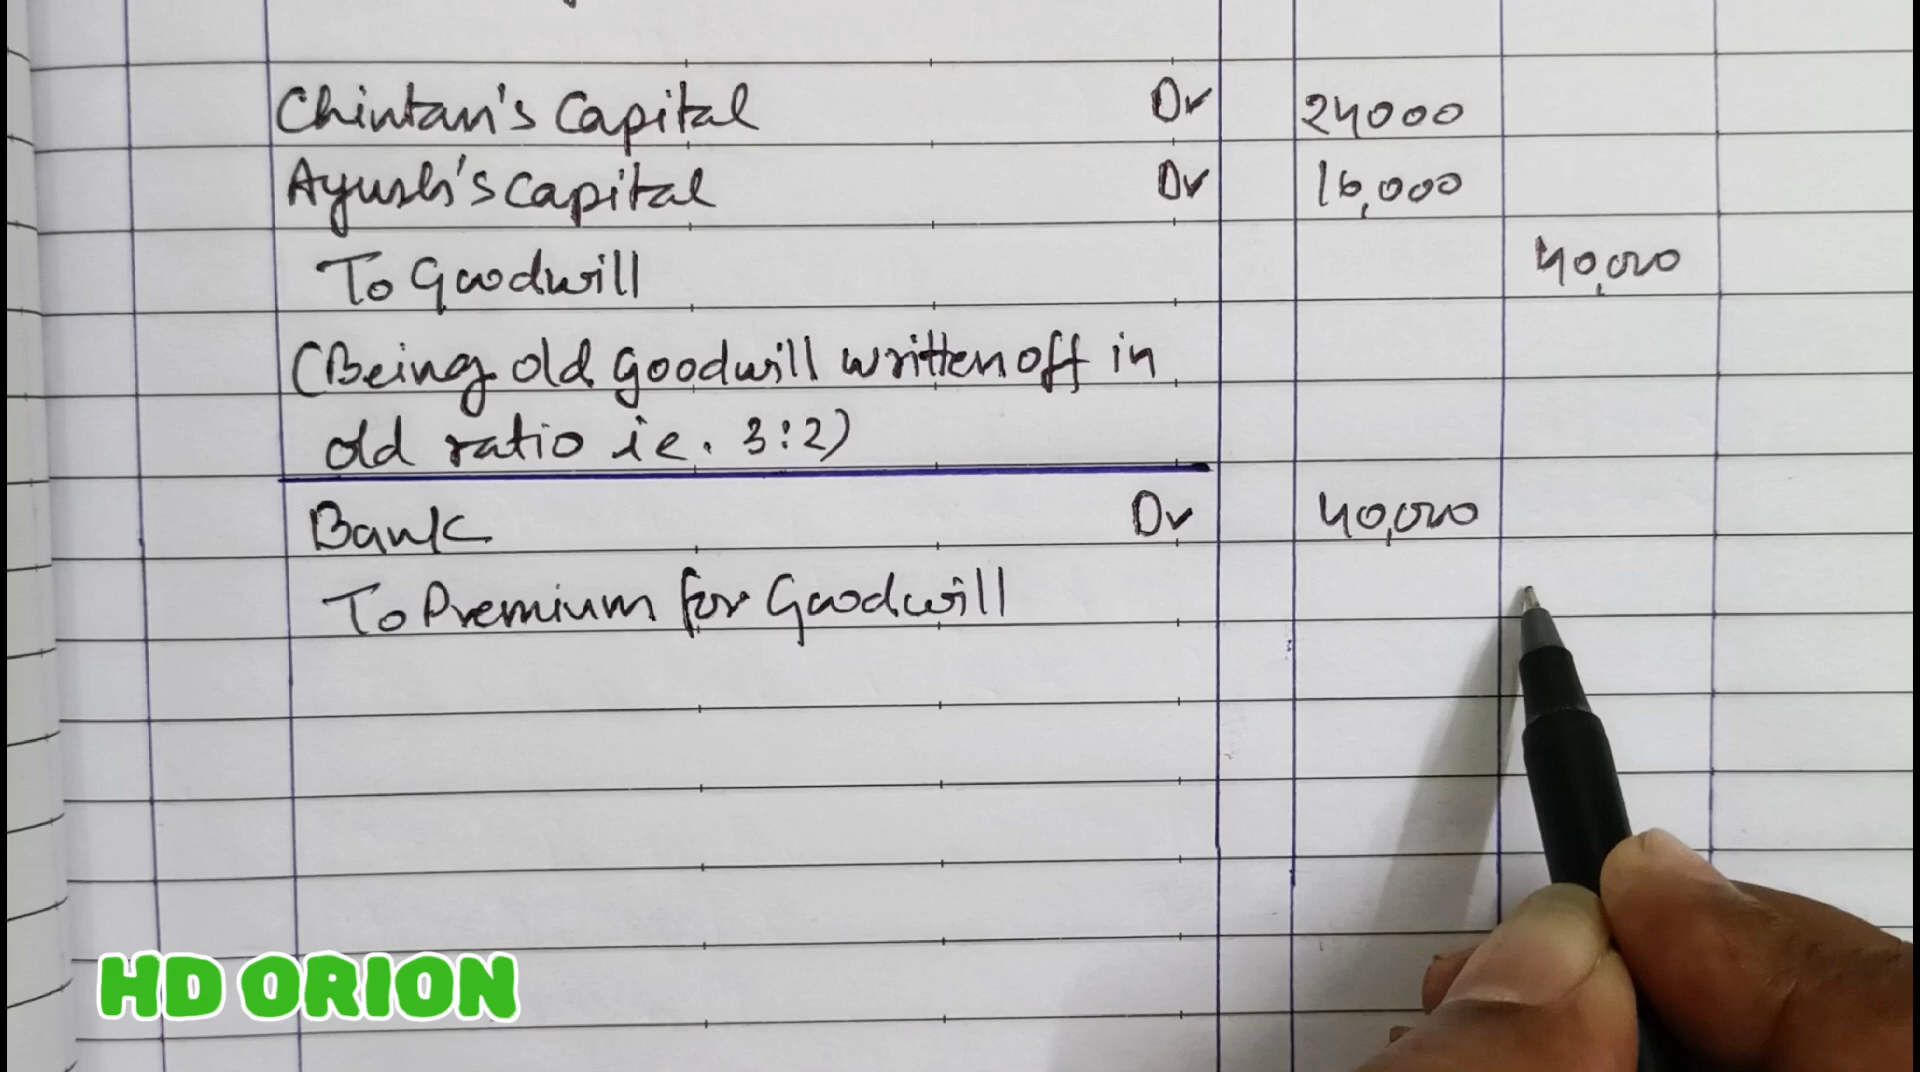 Chintan's Capital Dr 24000
Ayush's Capital Dr 16,000
To Goodwill 40,000
(Being old goodwill written off in
old ratio ie. 3:2)
Bank Dr 40,000
To Premium for Goodwill
HD ORION